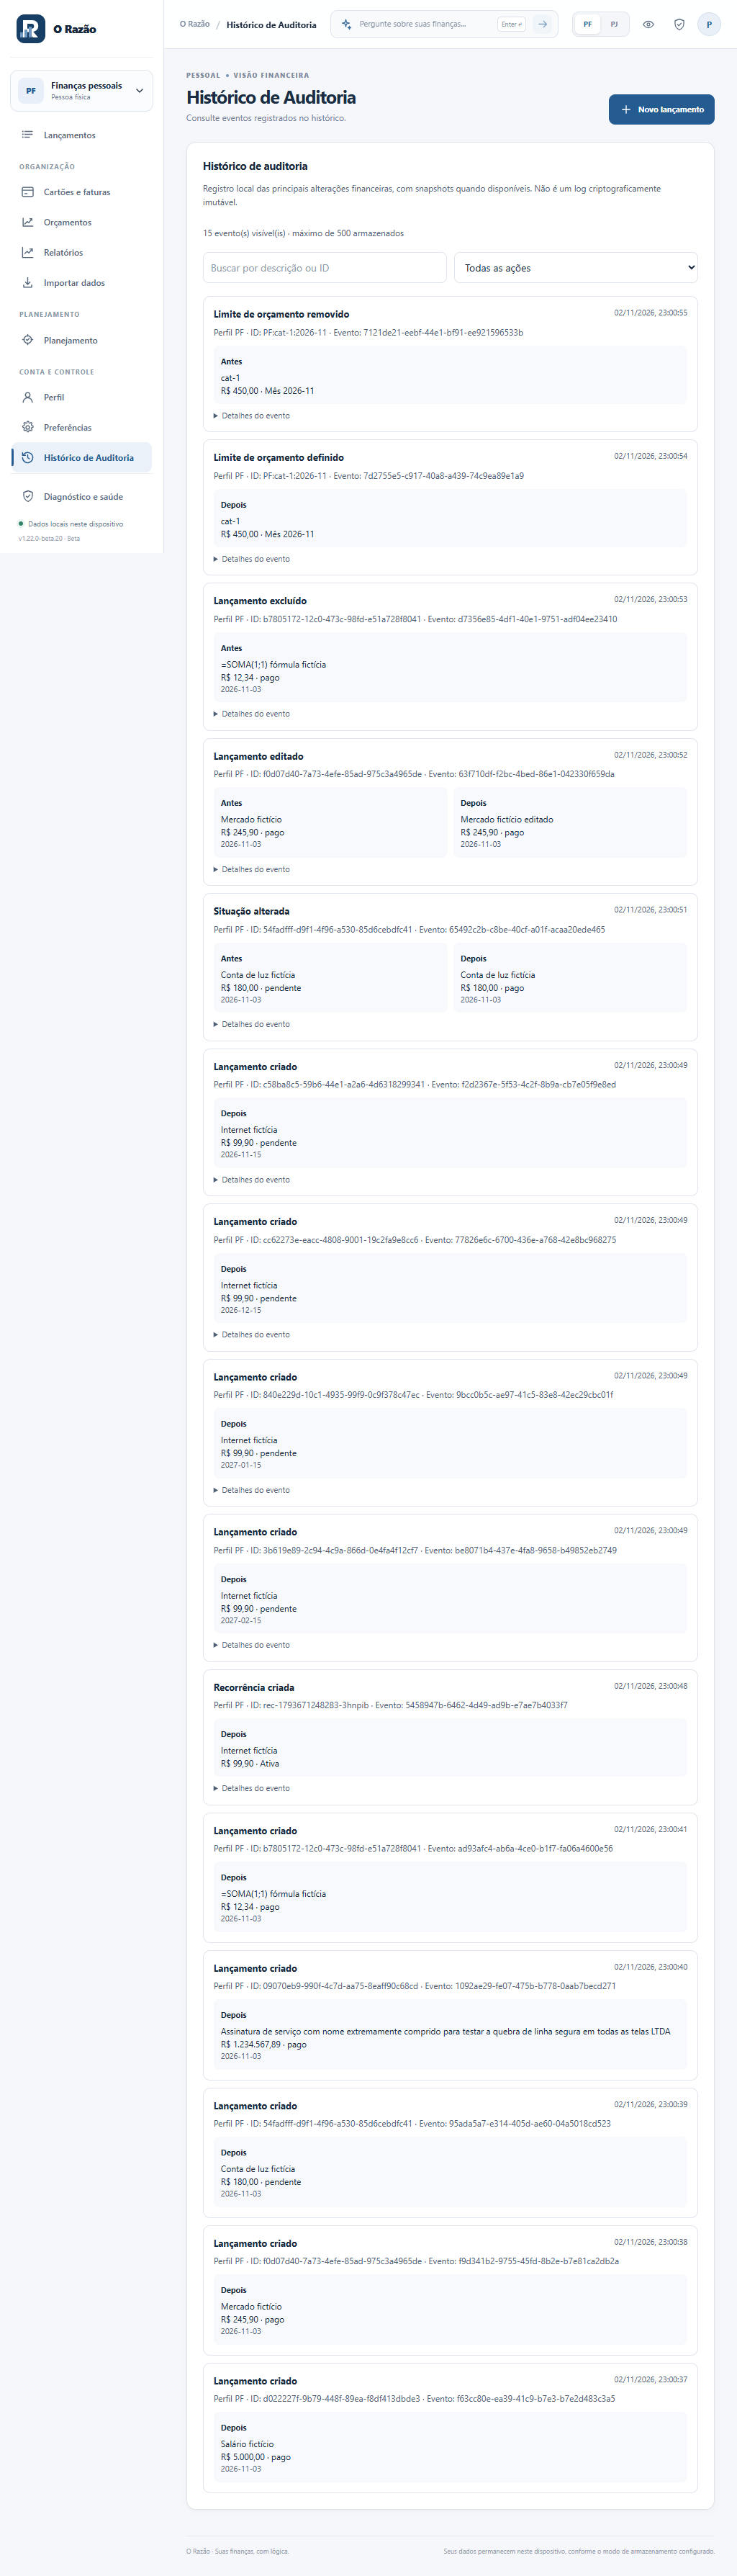 O Razão
PF
Finanças pessoais
Pessoa física
Lançamentos
ORGANIZAÇÃO
Cartões e faturas
Orçamentos
Relatórios
Importar dados
PLANEJAMENTO
Planejamento
CONTA E CONTROLE
Perfil
Preferências
Histórico de Auditoria
Diagnóstico e saúde
Dados locais neste dispositivo
v1.22.0-beta.20 · Beta
O Razão / Histórico de Auditoria
Pergunte sobre suas finanças...
Enter ↵
PF PJ
P
PESSOAL • VISÃO FINANCEIRA
Histórico de Auditoria
Consulte eventos registrados no histórico.
Novo lançamento
Histórico de auditoria
Registro local das principais alterações financeiras, com snapshots quando disponíveis. Não é um log criptograficamente
imutável.
15 evento(s) visível(is) · máximo de 500 armazenados
Buscar por descrição ou ID
Todas as ações
Limite de orçamento removido 02/11/2026, 23:00:55
Perfil PF · ID: PF:cat-1:2026-11 · Evento: 7121de21-eebf-44e1-bf91-ee921596533b
Antes
cat-1
R$ 450,00 · Mês 2026-11
Detalhes do evento
Limite de orçamento definido 02/11/2026, 23:00:54
Perfil PF · ID: PF:cat-1:2026-11 · Evento: 7d2755e5-c917-40a8-a439-74c9ea89e1a9
Depois
cat-1
R$ 450,00 · Mês 2026-11
Detalhes do evento
Lançamento excluído 02/11/2026, 23:00:53
Perfil PF · ID: b7805172-12c0-473c-98fd-e51a728f8041 · Evento: d7356e85-4df1-40e1-9751-adf04ee23410
Antes
=SOMA(1;1) fórmula fictícia
R$ 12,34 · pago
2026-11-03
Detalhes do evento
Lançamento editado 02/11/2026, 23:00:52
Perfil PF · ID: f0d07d40-7a73-4efe-85ad-975c3a4965de · Evento: 63f710df-f2bc-4bed-86e1-042330f659da
Antes
Mercado fictício
R$ 245,90 · pago
2026-11-03
Depois
Mercado fictício editado
R$ 245,90 · pago
2026-11-03
Detalhes do evento
Situação alterada 02/11/2026, 23:00:51
Perfil PF · ID: 54fadfff-d9f1-4f96-a530-85d6cebdfc41 · Evento: 65492c2b-c8be-40cf-a01f-acaa20ede465
Antes
Conta de luz fictícia
R$ 180,00 · pendente
2026-11-03
Depois
Conta de luz fictícia
R$ 180,00 · pago
2026-11-03
Detalhes do evento
Lançamento criado 02/11/2026, 23:00:49
Perfil PF · ID: c58ba8c5-59b6-44e1-a2a6-4d6318299341 · Evento: f2d2367e-5f53-4c2f-8b9a-cb7e05f9e8ed
Depois
Internet fictícia
R$ 99,90 · pendente
2026-11-15
Detalhes do evento
Lançamento criado 02/11/2026, 23:00:49
Perfil PF · ID: cc62273e-eacc-4808-9001-19c2fa9e8cc6 · Evento: 77826e6c-6700-436e-a768-42e8bc968275
Depois
Internet fictícia
R$ 99,90 · pendente
2026-12-15
Detalhes do evento
Lançamento criado 02/11/2026, 23:00:49
Perfil PF · ID: 840e229d-10c1-4935-99f9-0c9f378c47ec · Evento: 9bcc0b5c-ae97-41c5-83e8-42ec29cbc01f
Depois
Internet fictícia
R$ 99,90 · pendente
2027-01-15
Detalhes do evento
Lançamento criado 02/11/2026, 23:00:49
Perfil PF · ID: 3b619e89-2c94-4c9a-866d-0e4fa4f12cf7 · Evento: be8071b4-437e-4fa8-9658-b49852eb2749
Depois
Internet fictícia
R$ 99,90 · pendente
2027-02-15
Detalhes do evento
Recorrência criada 02/11/2026, 23:00:48
Perfil PF · ID: rec-1793671248283-3hnpib · Evento: 5458947b-6462-4d49-ad9b-e7ae7b4033f7
Depois
Internet fictícia
R$ 99,90 · Ativa
Detalhes do evento
Lançamento criado 02/11/2026, 23:00:41
Perfil PF · ID: b7805172-12c0-473c-98fd-e51a728f8041 · Evento: ad93afc4-ab6a-4ce0-b1f7-fa06a4600e56
Depois
=SOMA(1;1) fórmula fictícia
R$ 12,34 · pago
2026-11-03
Lançamento criado 02/11/2026, 23:00:40
Perfil PF · ID: 09070eb9-990f-4c7d-aa75-8eaff90c68cd · Evento: 1092ae29-fe07-475b-b778-0aab7becd271
Depois
Assinatura de serviço com nome extremamente comprido para testar a quebra de linha segura em todas as telas LTDA
R$ 1.234.567,89 · pago
2026-11-03
Lançamento criado 02/11/2026, 23:00:39
Perfil PF · ID: 54fadfff-d9f1-4f96-a530-85d6cebdfc41 · Evento: 95ada5a7-e314-405d-ae60-04a5018cd523
Depois
Conta de luz fictícia
R$ 180,00 · pendente
2026-11-03
Lançamento criado 02/11/2026, 23:00:38
Perfil PF · ID: f0d07d40-7a73-4efe-85ad-975c3a4965de · Evento: f9d341b2-9755-45fd-8b2e-b7e81ca2db2a
Depois
Mercado fictício
R$ 245,90 · pago
2026-11-03
Lançamento criado 02/11/2026, 23:00:37
Perfil PF · ID: d022227f-9b79-448f-89ea-f8df413dbde3 · Evento: f63cc80e-ea39-41c9-b7e3-b7e2d483c3a5
Depois
Salário fictício
R$ 5.000,00 · pago
2026-11-03
O Razão · Suas finanças, com lógica.
Seus dados permanecem neste dispositivo, conforme o modo de armazenamento configurado.